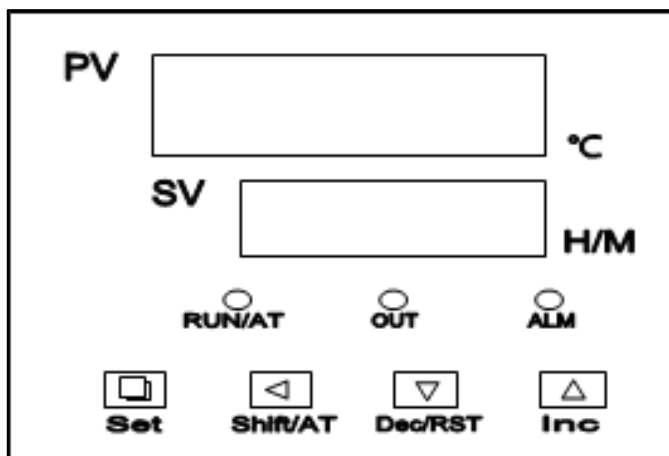 PV
°C
SV
H/M
RUN/AT OUT ALM
Set Shift/AT Dec/RST Inc